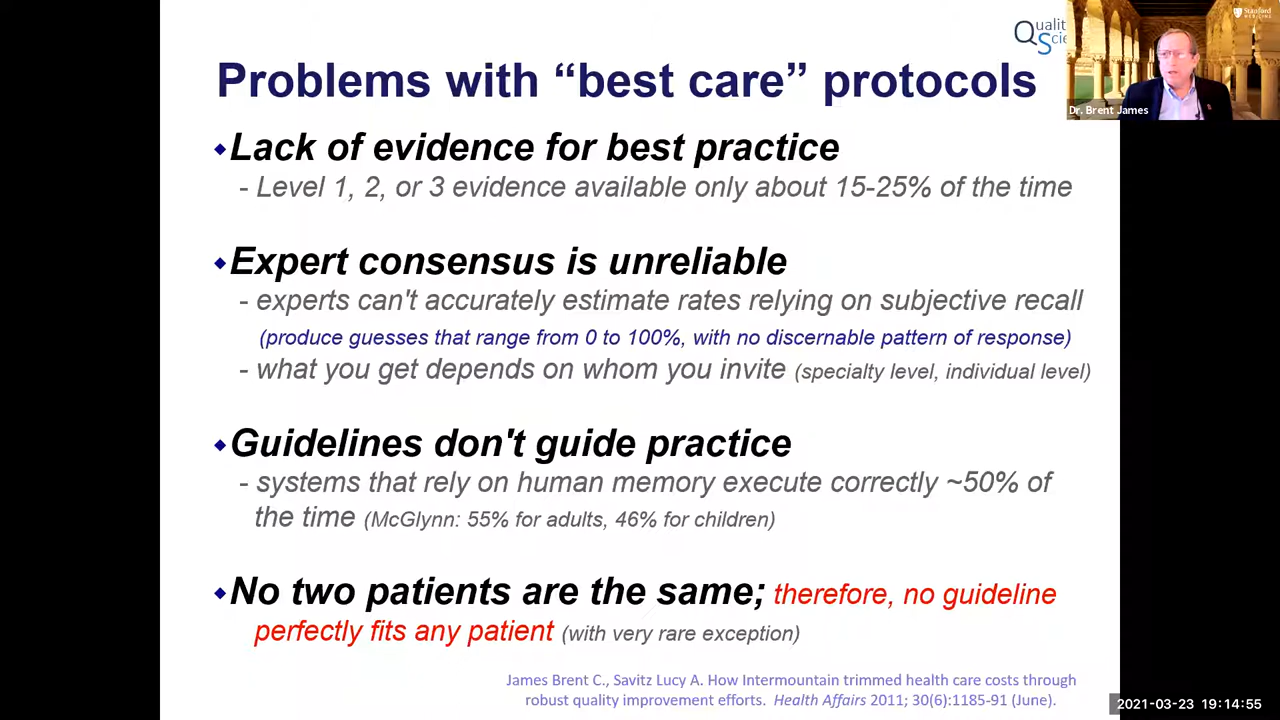 Stanford
MEDICINE
Qualit
Scie
Dr. Brent James
Problems with “best care” protocols
Lack of evidence for best practice
- Level 1, 2, or 3 evidence available only about 15-25% of the time
Expert consensus is unreliable
- experts can't accurately estimate rates relying on subjective recall
(produce guesses that range from 0 to 100%, with no discernable pattern of response)
- what you get depends on whom you invite (specialty level, individual level)
Guidelines don't guide practice
- systems that rely on human memory execute correctly ~50% of
the time (McGlynn: 55% for adults, 46% for children)
No two patients are the same; therefore, no guideline
perfectly fits any patient (with very rare exception)
James Brent C., Savitz Lucy A. How Intermountain trimmed health care costs through
robust quality improvement efforts. Health Affairs 2011; 30(6):1185-91 (June).
2021-03-23 19:14:55